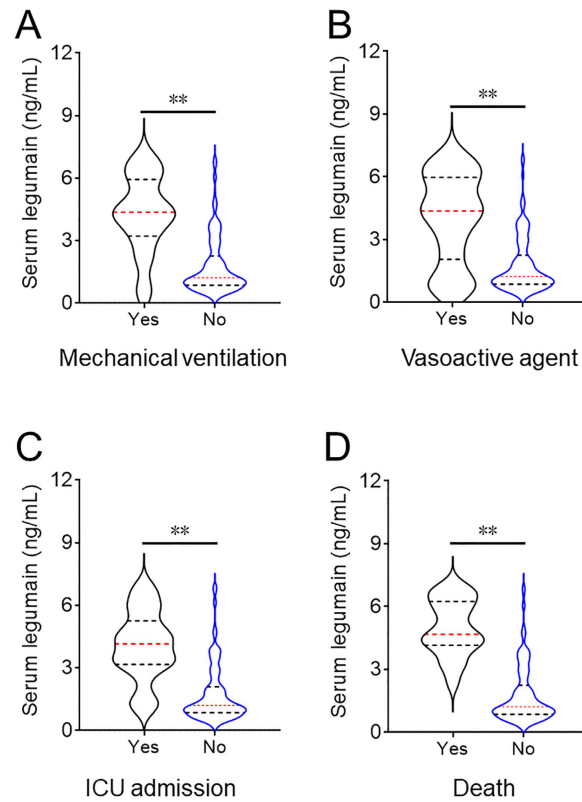 A
B
12
9
6
3
0
Serum legumain (ng/mL)
**
Yes No
Mechanical ventilation
12
9
6
3
0
Serum legumain (ng/mL)
**
Yes No
Vasoactive agent
C
D
12
9
6
3
0
Serum legumain (ng/mL)
**
Yes No
ICU admission
12
9
6
3
0
Serum legumain (ng/mL)
**
Yes No
Death